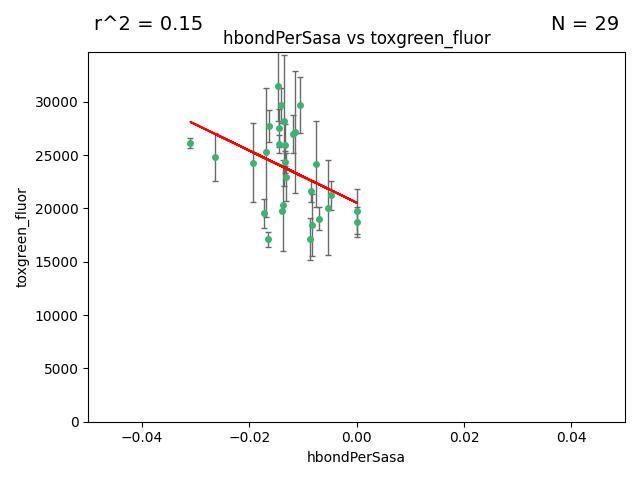 r^2 = 0.15
N = 29
hbondPerSasa vs toxgreen_fluor
toxgreen_fluor
30000
25000
20000
15000
10000
5000
0
−0.04
−0.02
0.00
0.02
0.04
hbondPerSasa